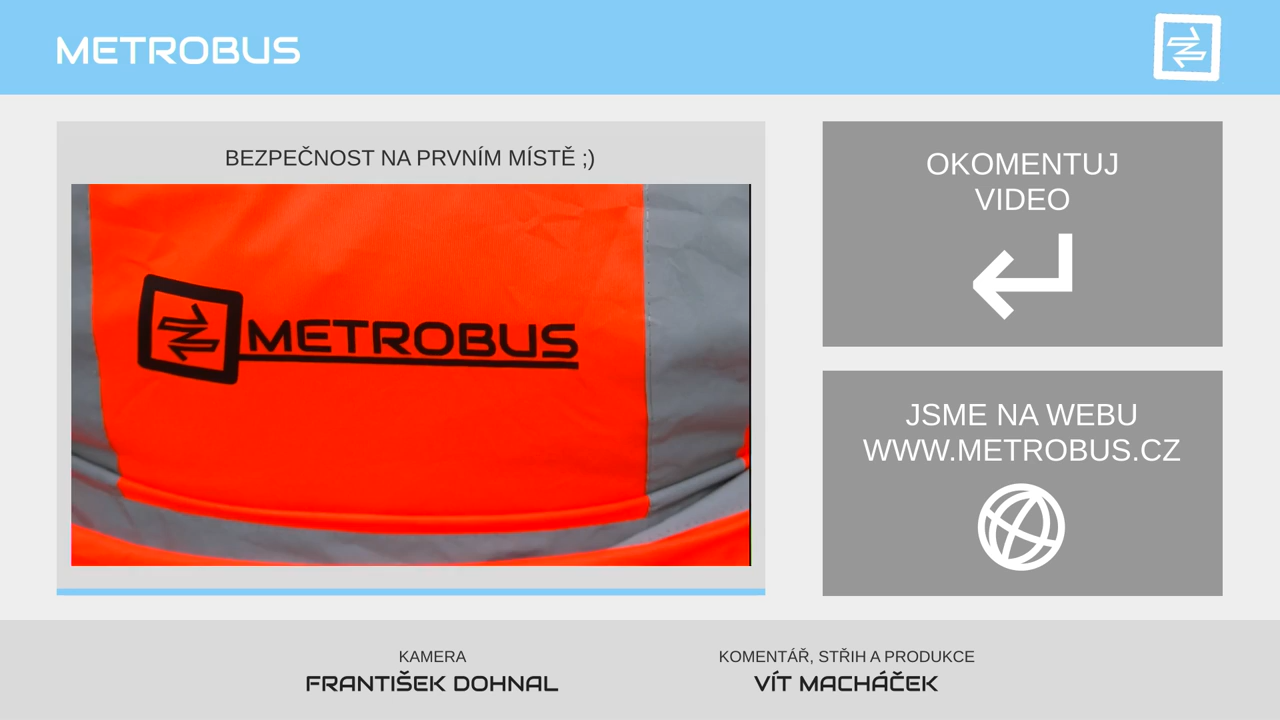 METROBUS
BEZPEČNOST NA PRVNÍM MÍSTĚ ;)
METROBUS
OKOMENTUJ
VIDEO
JSME NA WEBU
WWW.METROBUS.CZ
KAMERA
FRANTIŠEK DOHNAL
KOMENTÁŘ, STŘIH A PRODUKCE
VÍT MACHÁČEK